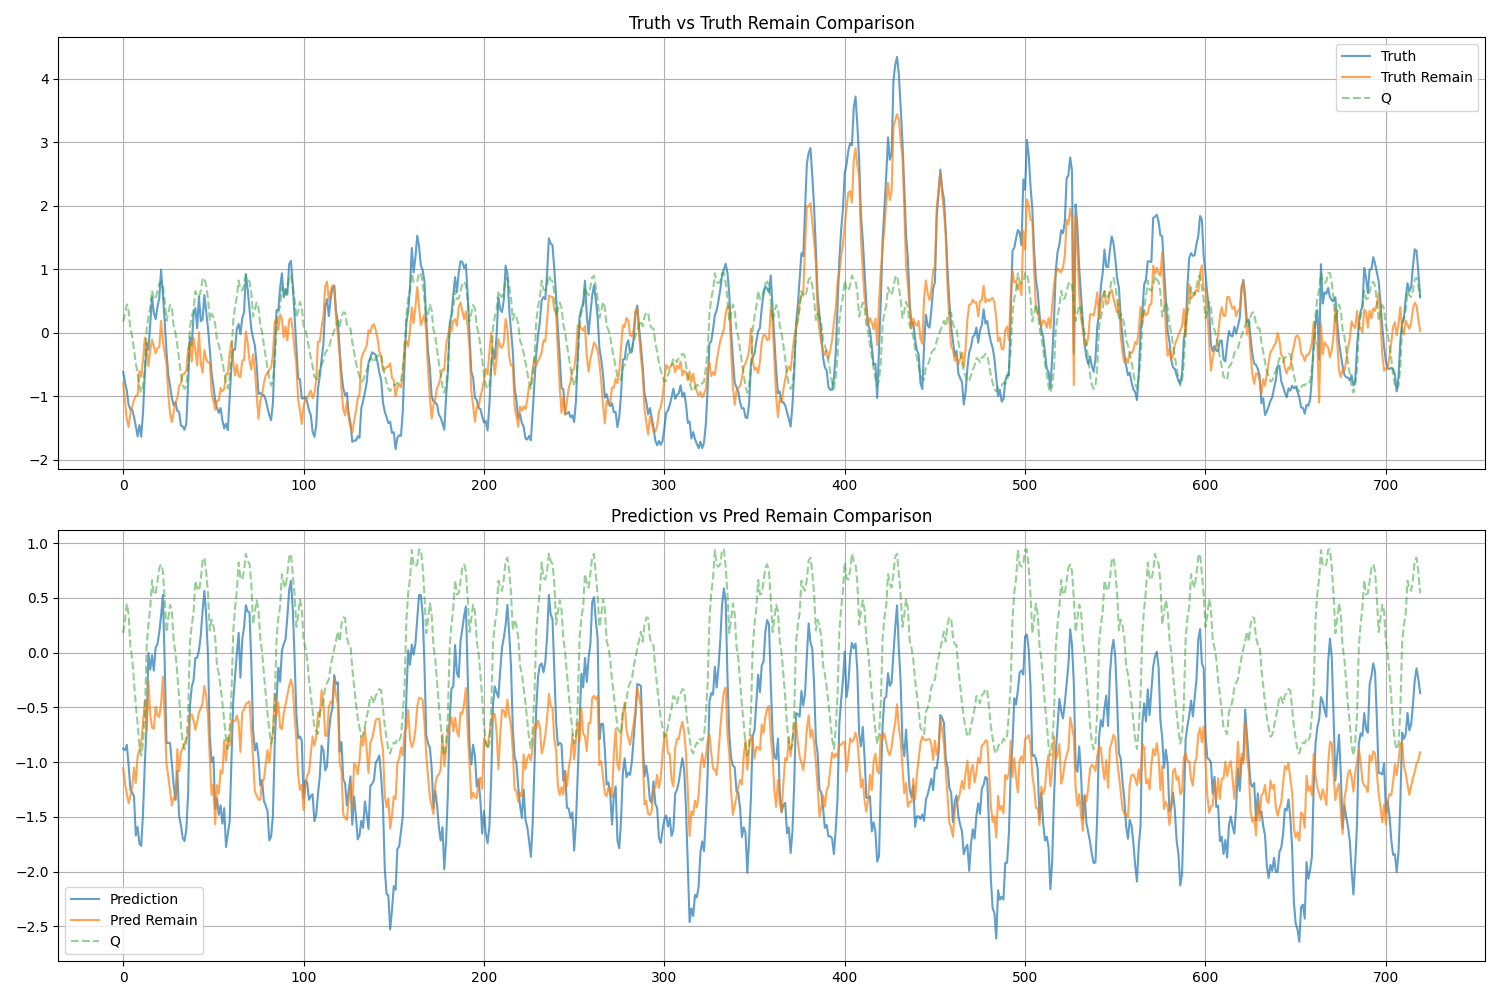 Truth vs Truth Remain Comparison
4
3
2
1
0
−1
−2
Truth
Truth Remain
Q
0 100 200 300 400 500 600 700
Prediction vs Pred Remain Comparison
1.0
0.5
0.0
−0.5
−1.0
−1.5
−2.0
−2.5
Prediction
Pred Remain
Q
0 100 200 300 400 500 600 700